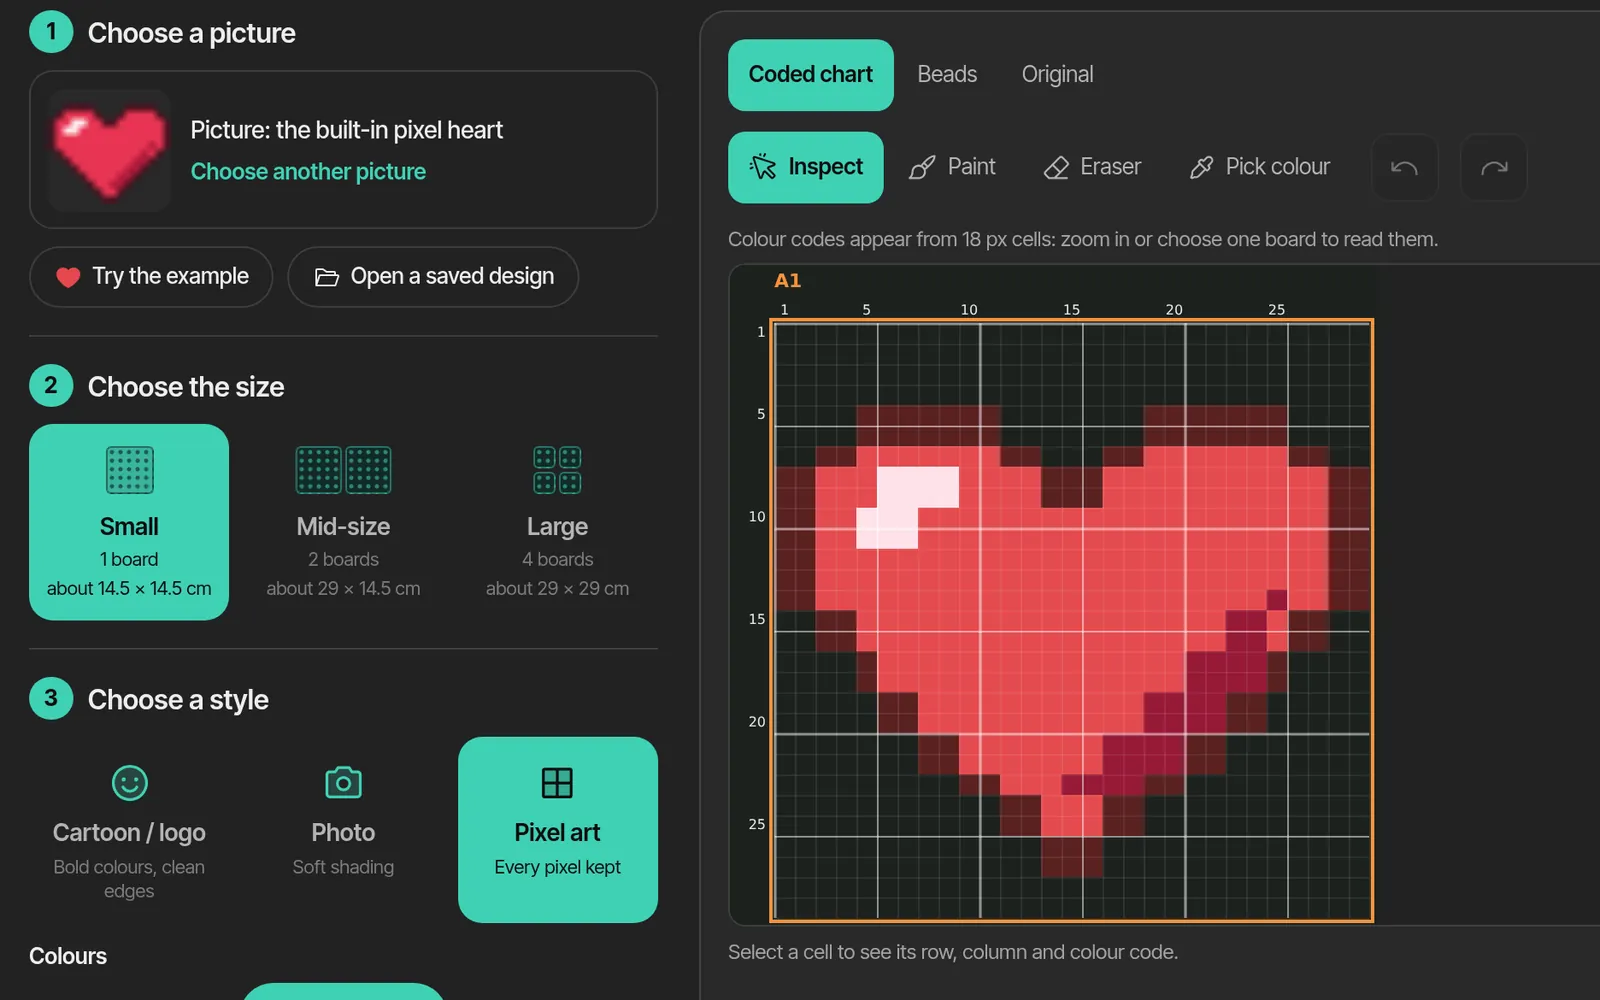 1 Choose a picture
Picture: the built-in pixel heart
Choose another picture
Try the example
Open a saved design
2 Choose the size
Small
1 board
about 14.5 × 14.5 cm
Mid-size
2 boards
about 29 × 14.5 cm
Large
4 boards
about 29 × 29 cm
3 Choose a style
Cartoon / logo
Bold colours, clean
edges
Photo
Soft shading
Pixel art
Every pixel kept
Colours
Coded chart Beads Original
Inspect Paint Eraser Pick colour
Colour codes appear from 18 px cells: zoom in or choose one board to read them.
A1
1 5 10 15 20 25
1
5
10
15
20
25
Select a cell to see its row, column and colour code.